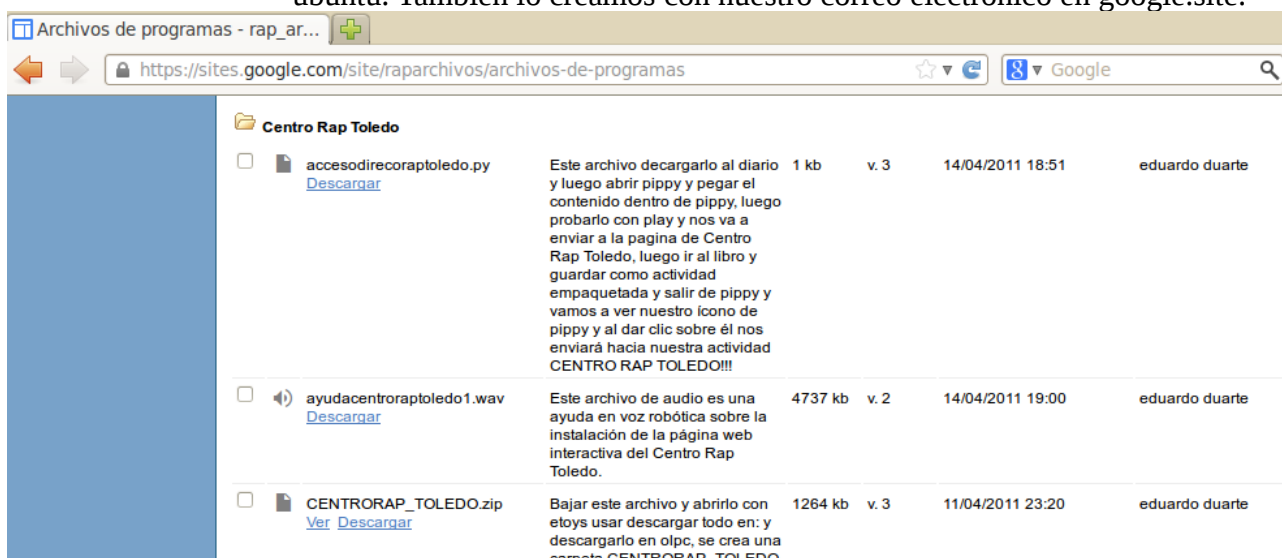 ubuntu. También lo creamos con nuestro correo electrónico en google.site.
Archivos de programas - rap_ar...
https://sites.google.com/site/raparchivos/archivos-de-programas
Google
Centro Rap Toledo
accesodirecoraptoledo.py
Descargar
Este archivo decargarlo al diario
y luego abrir pippy y pegar el
contenido dentro de pippy, luego
probarlo con play y nos va a
enviar a la pagina de Centro
Rap Toledo, luego ir al libro y
guardar como actividad
empaquetada y salir de pippy y
vamos a ver nuestro ícono de
pippy y al dar clic sobre él nos
enviará hacia nuestra actividad
CENTRO RAP TOLEDO!!!
1 kb
v. 3
14/04/2011 18:51
eduardo duarte
ayudacentroraptoledo1.wav
Descargar
Este archivo de audio es una
ayuda en voz robótica sobre la
instalación de la página web
interactiva del Centro Rap
Toledo.
4737 kb
v. 2
14/04/2011 19:00
eduardo duarte
CENTRORAP_TOLEDO.zip
Ver Descargar
Bajar este archivo y abrirlo con
etoys usar descargar todo en: y
descargarlo en olpc, se crea una
carpeta CENTRORAP_TOLEDO
1264 kb
v. 3
11/04/2011 23:20
eduardo duarte